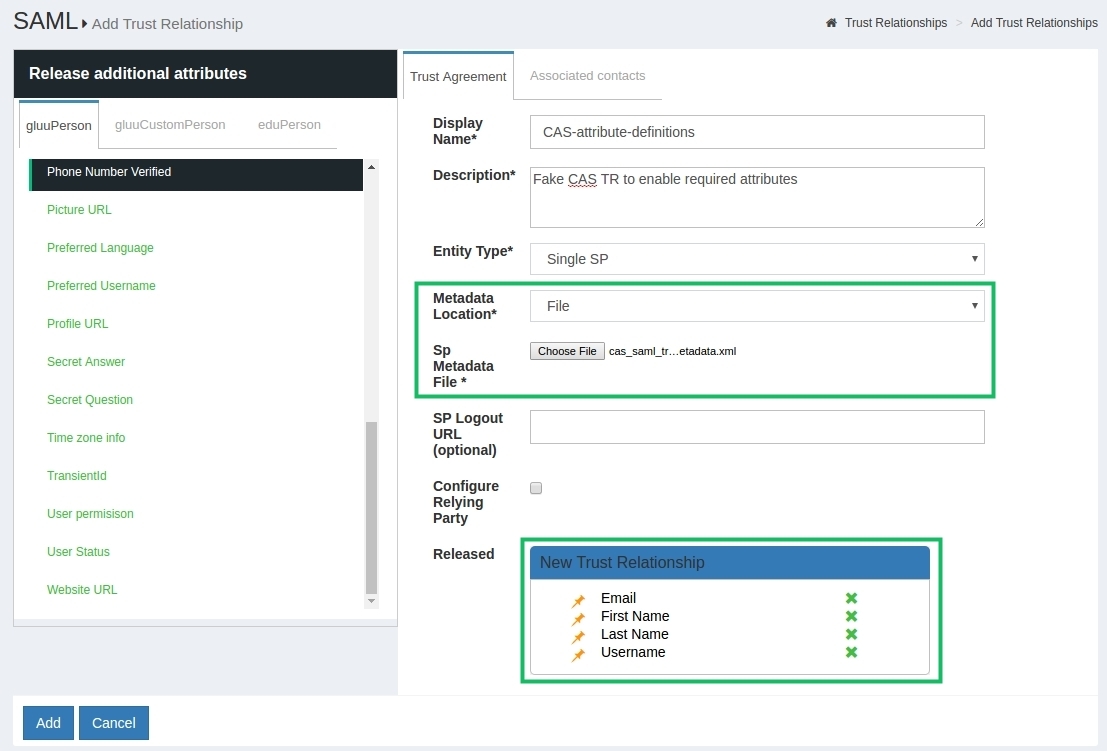 SAML Add Trust Relationship
Trust Relationships > Add Trust Relationships
Release additional attributes
gluuPerson gluuCustomPerson eduPerson
Phone Number Verified
Picture URL
Preferred Language
Preferred Username
Profile URL
Secret Answer
Secret Question
Time zone info
TransientId
User permisison
User Status
Website URL
Trust Agreement Associated contacts
Display
Name*
CAS-attribute-definitions
Description*
Fake CAS TR to enable required attributes
Entity Type*
Single SP
Metadata
Location*
File
Sp
Metadata
File *
Choose File cas_saml_tr...etadata.xml
SP Logout
URL
(optional)
Configure
Relying
Party
Released
New Trust Relationship
Email
First Name
Last Name
Username
Add Cancel